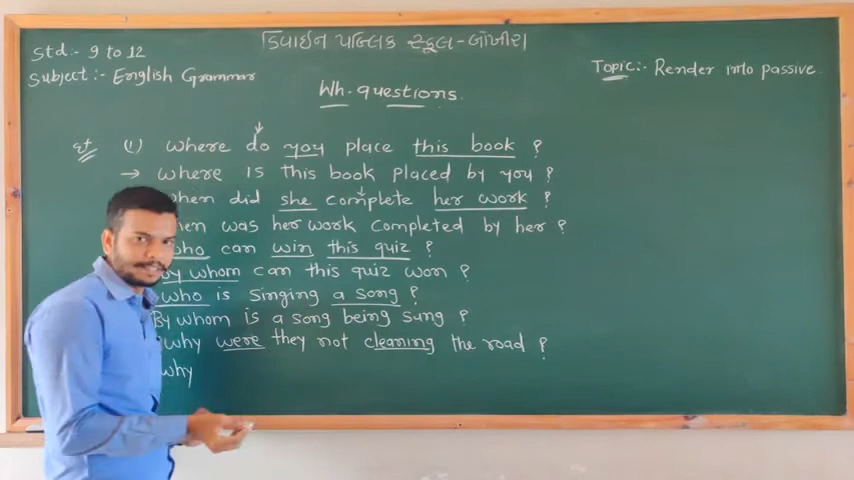 Std:- 9 to 12
ડિવાઈન પબ્લિક સ્કૂલ-બોખીરા
Subject:- English Grammar
Topic:- Render into passive.
Wh. questions.
Ex (1) where do you place this book ?
→ where is this book placed by you ?
when did she complete her work ?
was her work completed by her ?
who can win this quiz ?
By whom can this quiz won ?
who is singing a song ?
By whom is a song being sung ?
why were they not cleaning the road ?
why